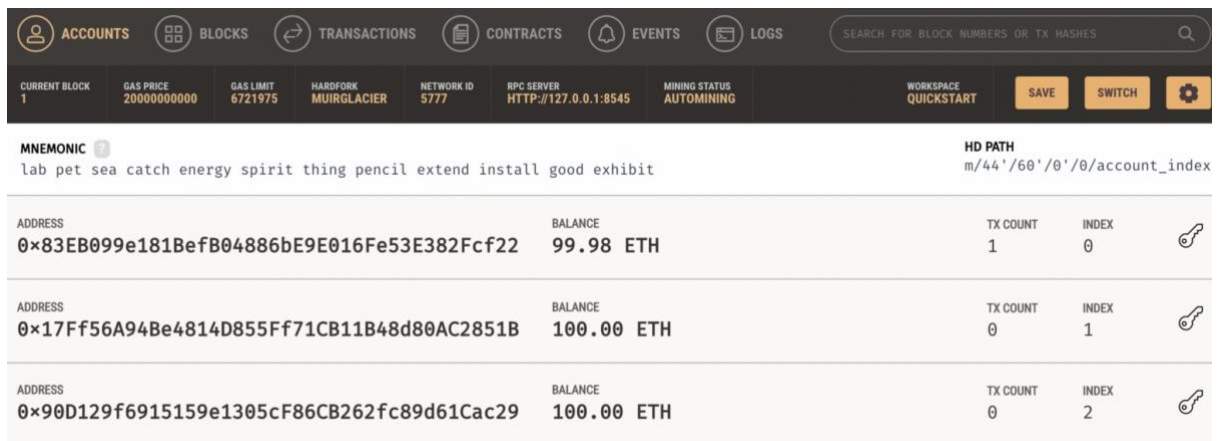 ACCOUNTS BLOCKS TRANSACTIONS CONTRACTS EVENTS LOGS SEARCH FOR BLOCK NUMBERS OR TX HASHES
CURRENT BLOCK GAS PRICE GAS LIMIT HARDFORK NETWORK ID RPC SERVER MINING STATUS WORKSPACE
1 20000000000 6721975 MUIRGLACIER 5777 HTTP://127.0.0.1:8545 AUTOMINING QUICKSTART SAVE SWITCH
MNEMONIC ? HD PATH
lab pet sea catch energy spirit thing pencil extend install good exhibit m/44'/60'/0'/0/account_index
ADDRESS BALANCE TX COUNT INDEX
0×83EB099e181BefB04886bE9E016Fe53E382Fcf22 99.98 ETH 1 0
ADDRESS BALANCE TX COUNT INDEX
0×17Ff56A94Be4814D855Ff71CB11B48d80AC2851B 100.00 ETH 0 1
ADDRESS BALANCE TX COUNT INDEX
0×90D129f6915159e1305cF86CB262fc89d61Cac29 100.00 ETH 0 2